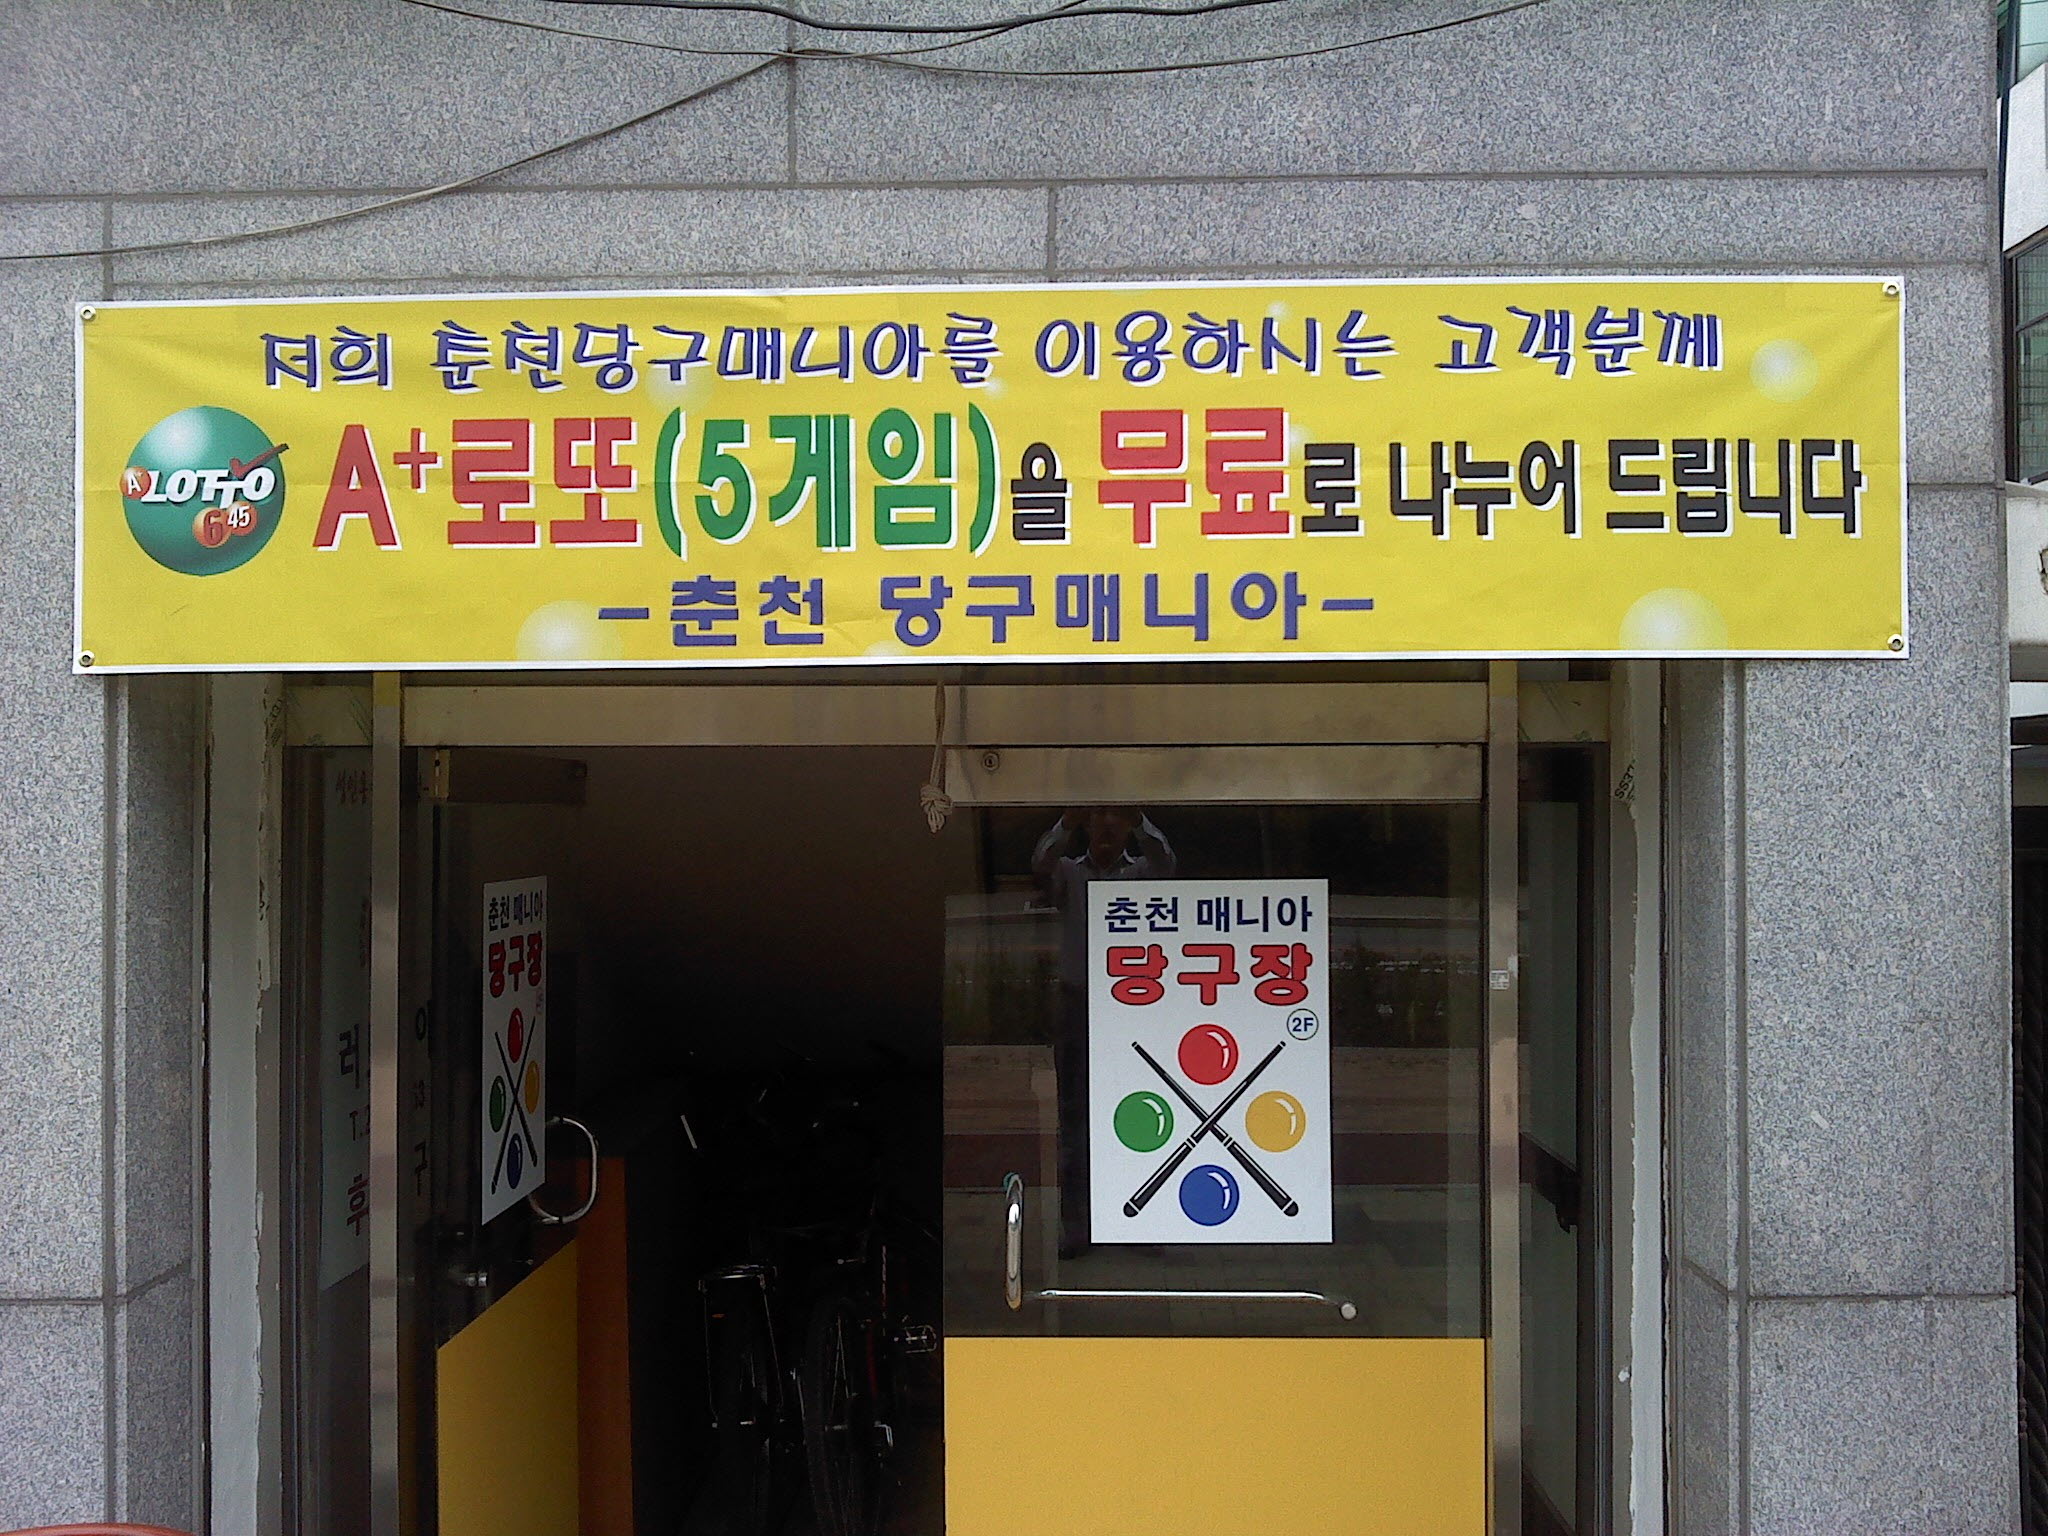 저희 춘천당구매니아를 이용하시는 고객분께
A+ LOTTO 6 45
A+로또(5게임)을 무료로 나누어 드립니다
-춘천 당구매니아-
춘천 매니아
당구장
춘천 매니아
당구장
2F